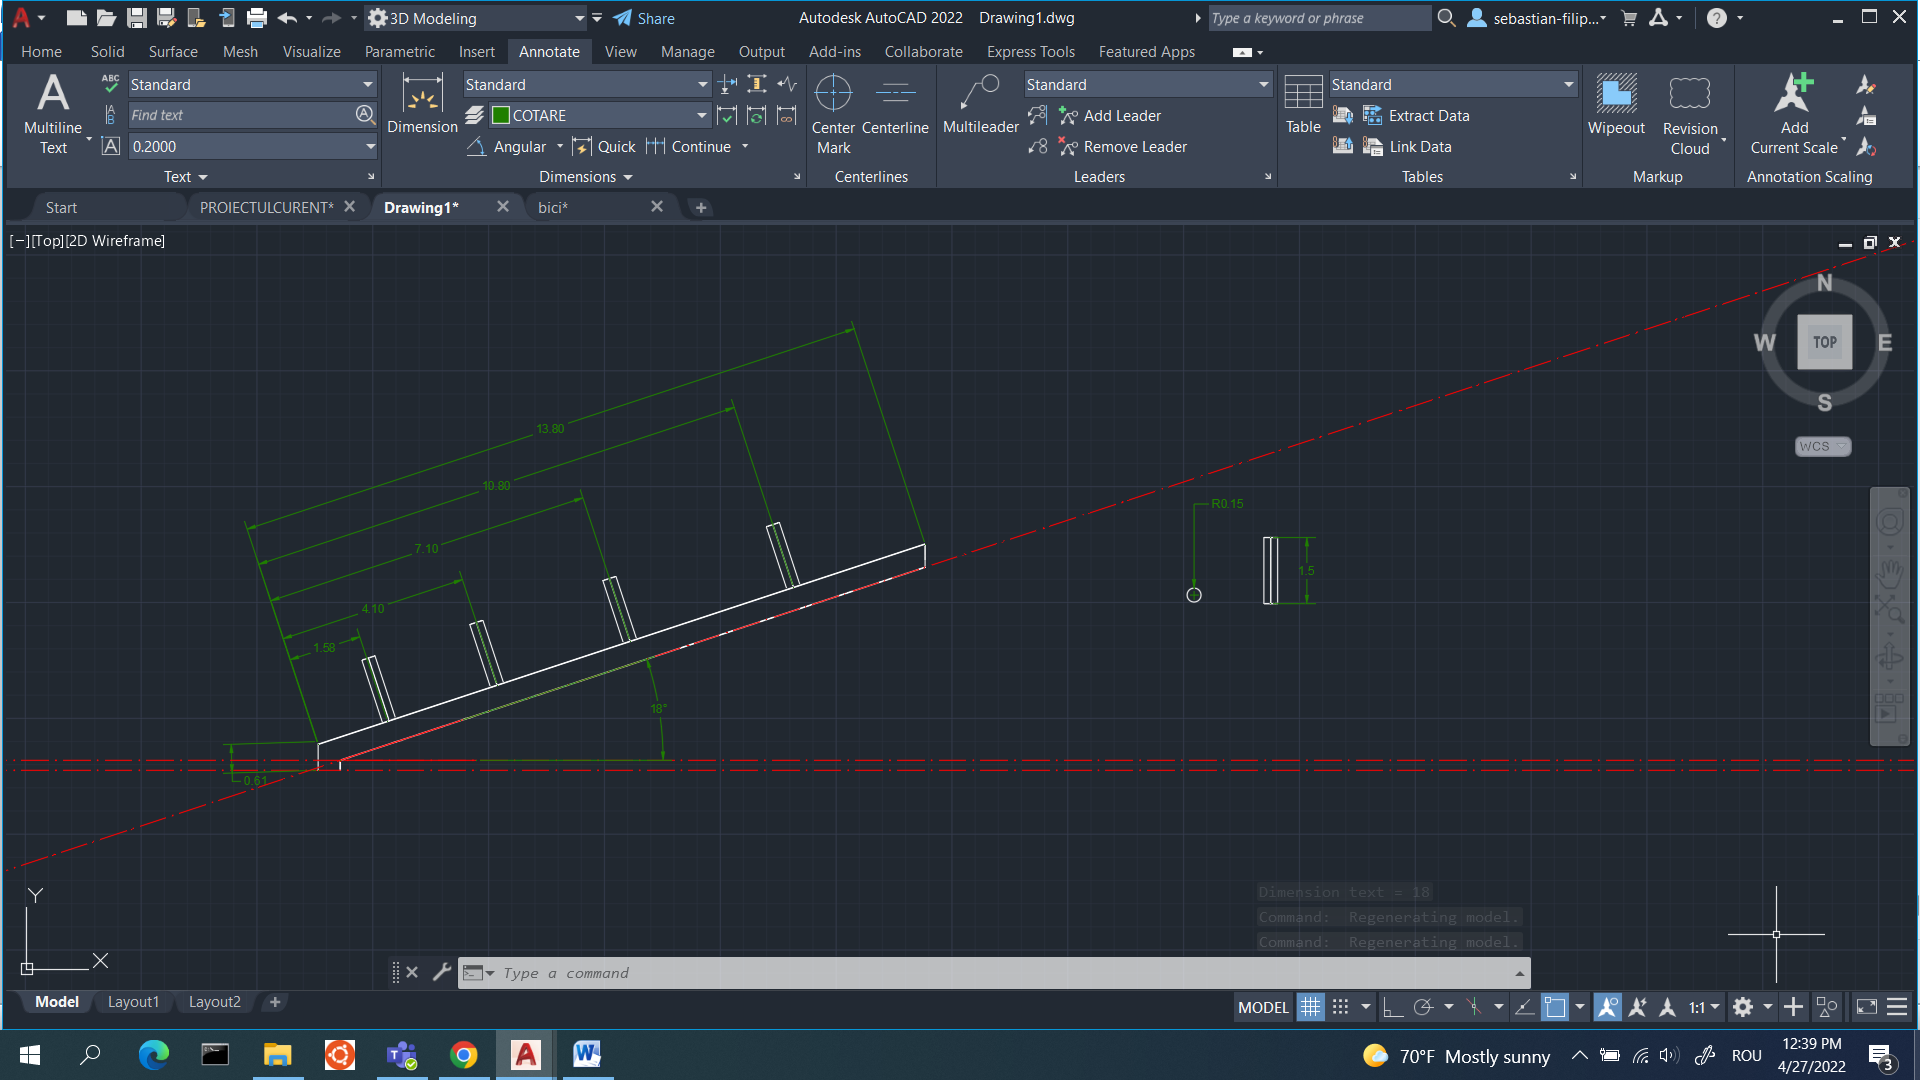 3D Modeling
Share
Autodesk AutoCAD 2022 Drawing1.dwg
Type a keyword or phrase
sebastian-filip...
Home Solid Surface Mesh Visualize Parametric Insert Annotate View Manage Output Add-ins Collaborate Express Tools Featured Apps
Multiline Text
ABC
Standard
Find text
0.2000
Text
Dimension
Standard
COTARE
Angular Quick Continue
Dimensions
Center Mark
Centerline
Centerlines
Multileader
Standard
Add Leader
Remove Leader
Leaders
Table
Standard
Extract Data
Link Data
Tables
Wipeout
Revision Cloud
Markup
Add Current Scale
Annotation Scaling
Start PROIECTULCURENT* Drawing1* bici*
[−][Top][2D Wireframe]
N
W TOP E
S
WCS
13.80
10.80
7.10
4.10
1.58
18°
0.61
R0.15
1.5
Y
X
Dimension text = 18
Command: Regenerating model.
Command: Regenerating model.
Type a command
Model Layout1 Layout2
MODEL
1:1
70°F Mostly sunny
ROU
12:39 PM
4/27/2022
3